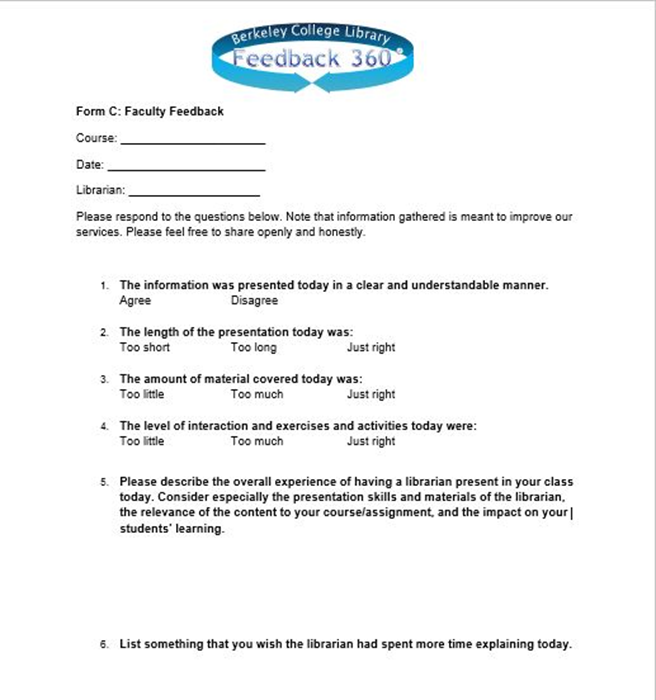 Berkeley College Library
Feedback 360°
Form C: Faculty Feedback
Course: ____________________
Date: ____________________
Librarian: ____________________
Please respond to the questions below. Note that information gathered is meant to improve our
services. Please feel free to share openly and honestly.
1. The information was presented today in a clear and understandable manner.
Agree Disagree
2. The length of the presentation today was:
Too short Too long Just right
3. The amount of material covered today was:
Too little Too much Just right
4. The level of interaction and exercises and activities today were:
Too little Too much Just right
5. Please describe the overall experience of having a librarian present in your class
today. Consider especially the presentation skills and materials of the librarian,
the relevance of the content to your course/assignment, and the impact on your
students' learning.
6. List something that you wish the librarian had spent more time explaining today.